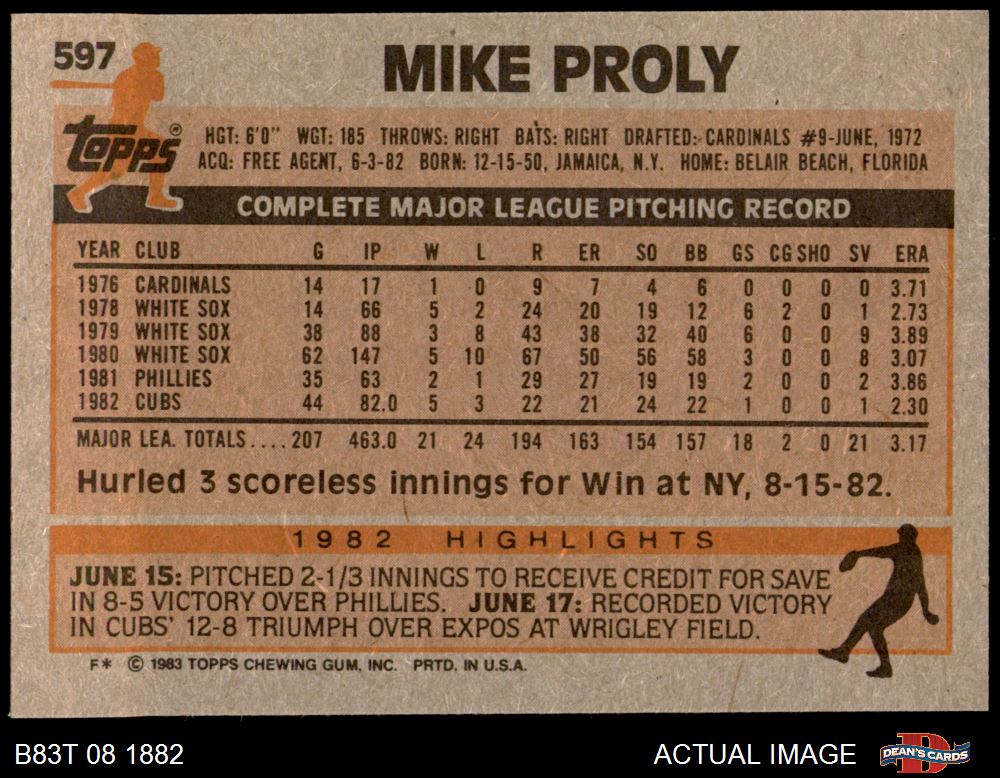 597
MIKE PROLY
topps®
HGT: 6'0" WGT: 185 THROWS: RIGHT BATS: RIGHT DRAFTED: CARDINALS #9-JUNE, 1972
ACQ: FREE AGENT, 6-3-82 BORN: 12-15-50, JAMAICA, N.Y. HOME: BELAIR BEACH, FLORIDA
COMPLETE MAJOR LEAGUE PITCHING RECORD
YEAR CLUB G IP W L R ER SO BB GS CG SHO SV ERA
1976 CARDINALS 14 17 1 0 9 7 4 6 0 0 0 0 3.71
1978 WHITE SOX 14 66 5 2 24 20 19 12 6 2 0 1 2.73
1979 WHITE SOX 38 88 3 8 43 38 32 40 6 0 0 9 3.89
1980 WHITE SOX 62 147 5 10 67 50 56 58 3 0 0 8 3.07
1981 PHILLIES 35 63 2 1 29 27 19 19 2 0 0 2 3.86
1982 CUBS 44 82.0 5 3 22 21 24 22 1 0 0 1 2.30
MAJOR LEA. TOTALS.... 207 463.0 21 24 194 163 154 157 18 2 0 21 3.17
Hurled 3 scoreless innings for Win at NY, 8-15-82.
1982 HIGHLIGHTS
JUNE 15: PITCHED 2-1/3 INNINGS TO RECEIVE CREDIT FOR SAVE
IN 8-5 VICTORY OVER PHILLIES. JUNE 17: RECORDED VICTORY
IN CUBS' 12-8 TRIUMPH OVER EXPOS AT WRIGLEY FIELD.
F* © 1983 TOPPS CHEWING GUM, INC. PRTD. IN U.S.A.
B83T 08 1882
ACTUAL IMAGE
D
DEAN'S CARDS